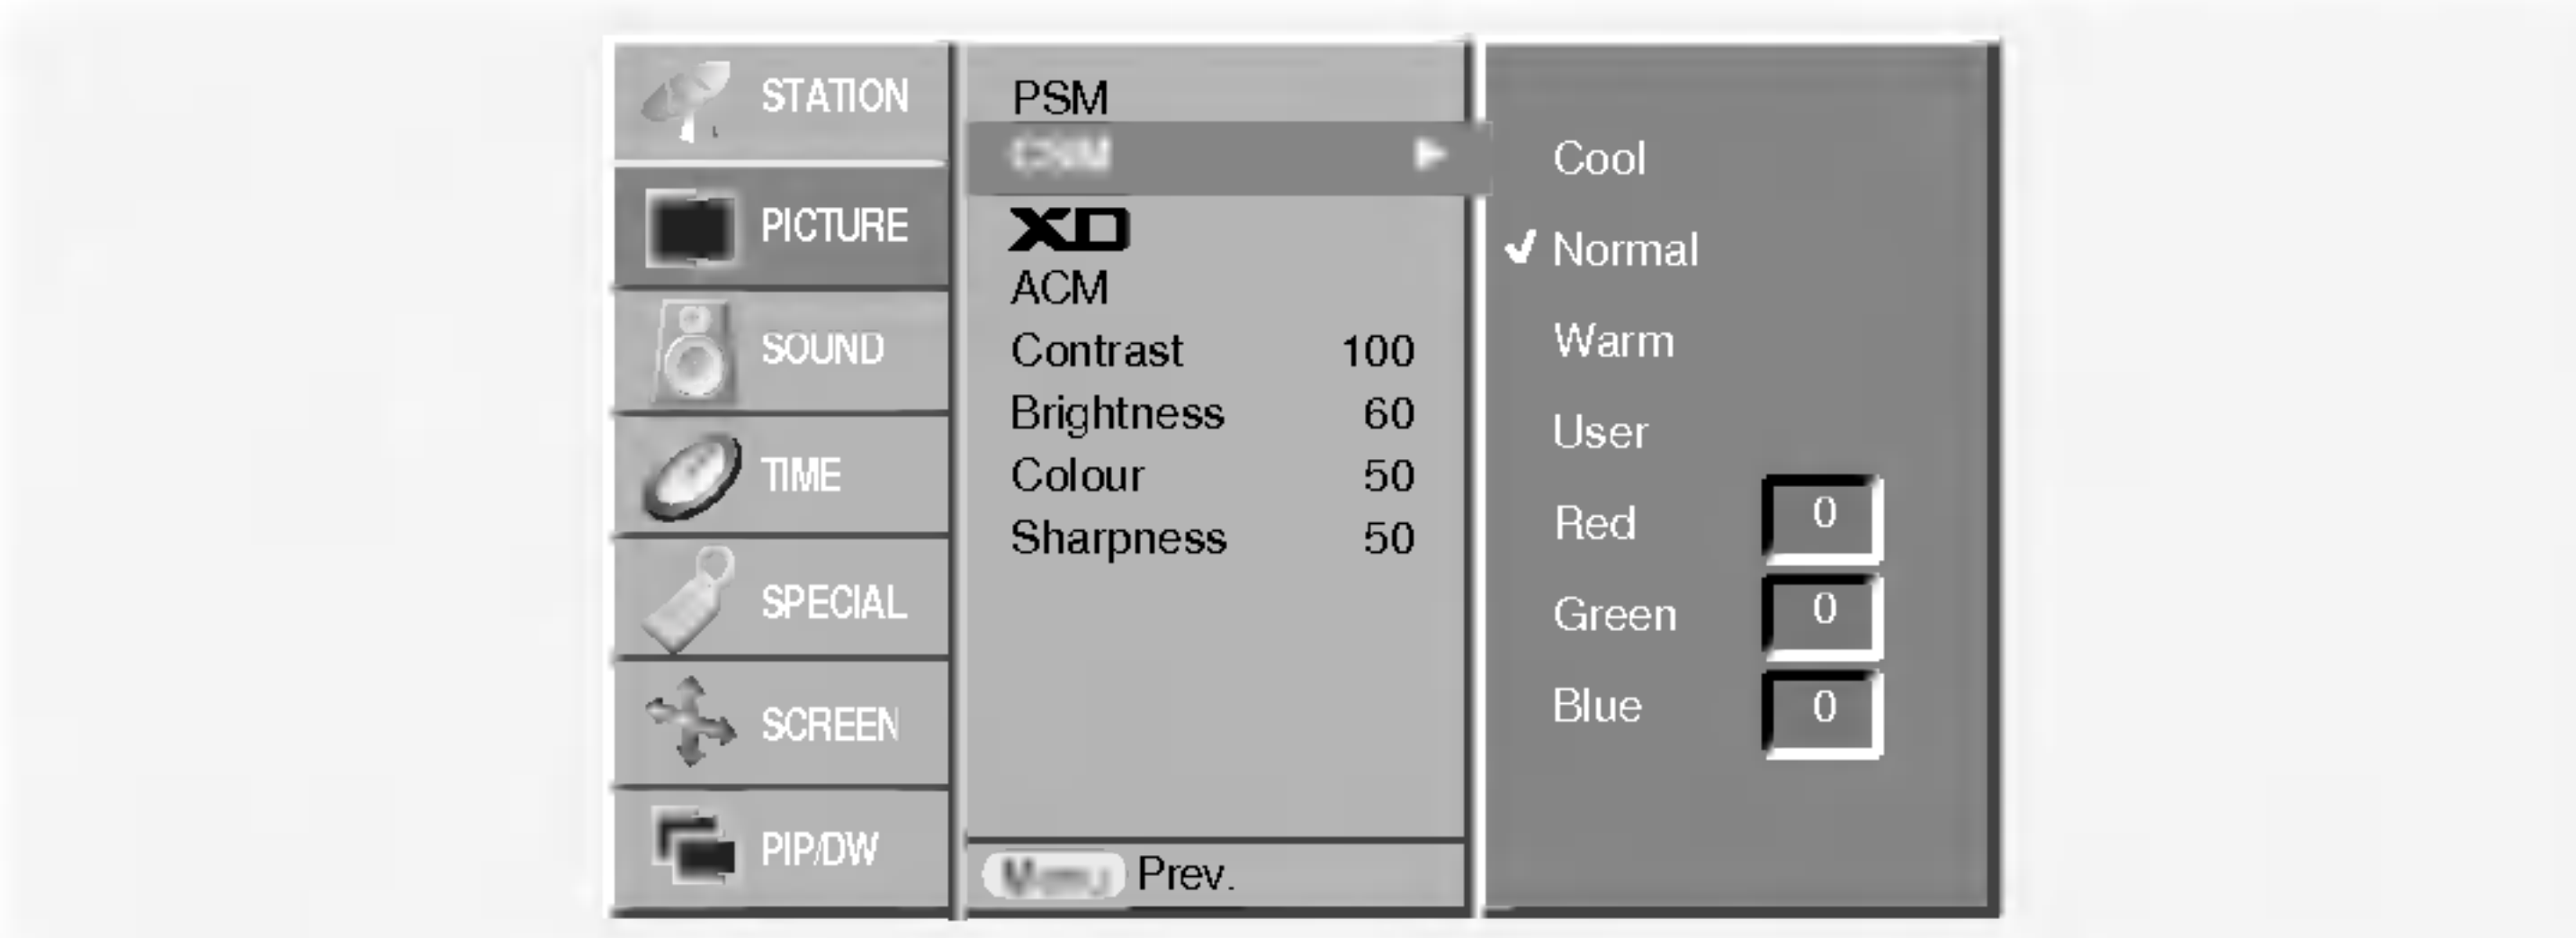 STATION
PICTURE
SOUND
TIME
SPECIAL
SCREEN
PIP/DW
PSM
XD
ACM
Contrast 100
Brightness 60
Colour 50
Sharpness 50
Prev.
Cool
✔ Normal
Warm
User
Red 0
Green 0
Blue 0